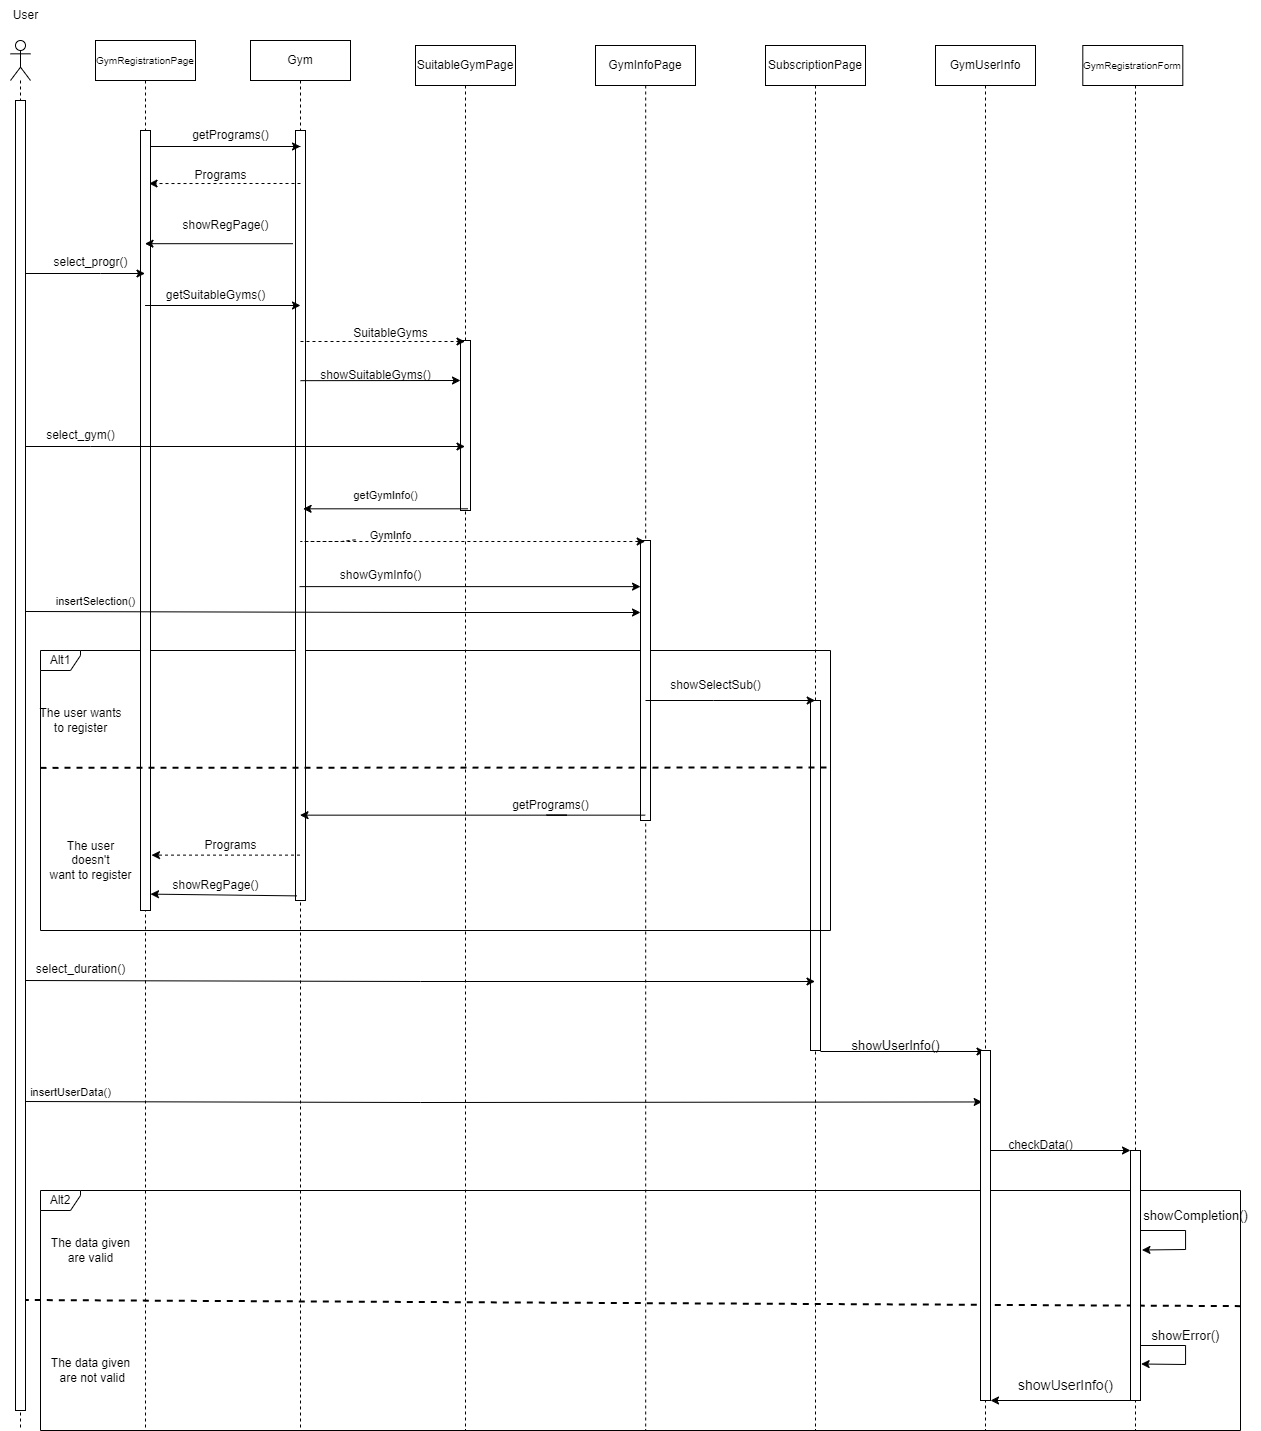 User
GymRegistrationPage
Gym
SuitableGymPage
GymInfoPage
SubscriptionPage
GymUserInfo
GymRegistrationForm
getPrograms()
Programs
showRegPage()
select_progr()
getSuitableGyms()
SuitableGyms
showSuitableGyms()
select_gym()
getGymInfo()
GymInfo
showGymInfo()
insertSelection()
Alt1
showSelectSub()
The user wants
to register
getPrograms()
The user
doesn't
want to register
Programs
showRegPage()
select_duration()
showUserInfo()
insertUserData()
checkData()
Alt2
showCompletion()
The data given
are valid
showError()
The data given
are not valid
showUserInfo()